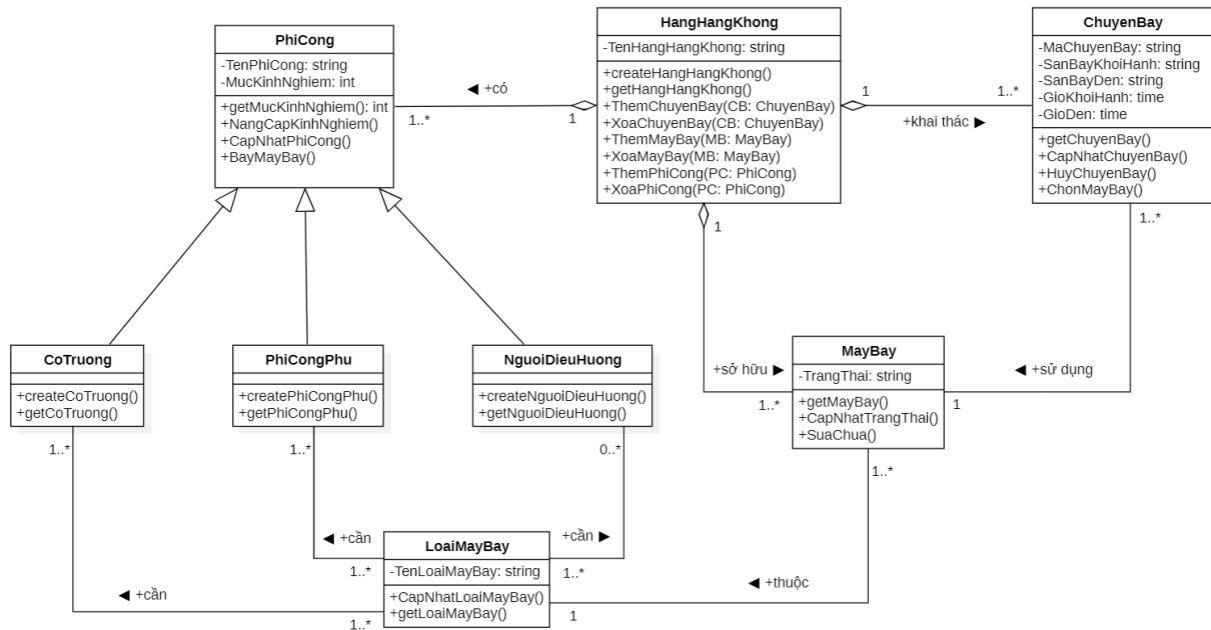 PhiCong
-TenPhiCong: string
-MucKinhNghiem: int
+getMucKinhNghiem(): int
+NangCapKinhNghiem()
+CapNhatPhiCong()
+BayMayBay()
◄ +có
1..*
1
HangHangKhong
-TenHangHangKhong: string
+createHangHangKhong()
+getHangHangKhong()
+ThemChuyenBay(CB: ChuyenBay)
+XoaChuyenBay(CB: ChuyenBay)
+ThemMayBay(MB: MayBay)
+XoaMayBay(MB: MayBay)
+ThemPhiCong(PC: PhiCong)
+XoaPhiCong(PC: PhiCong)
1
1..*
+khai thác ►
ChuyenBay
-MaChuyenBay: string
-SanBayKhoiHanh: string
-SanBayDen: string
-GioKhoiHanh: time
-GioDen: time
+getChuyenBay()
+CapNhatChuyenBay()
+HuyChuyenBay()
+ChonMayBay()
1
1..*
CoTruong
+createCoTruong()
+getCoTruong()
PhiCongPhu
+createPhiCongPhu()
+getPhiCongPhu()
NguoiDieuHuong
+createNguoiDieuHuong()
+getNguoiDieuHuong()
+sở hữu ►
1..*
MayBay
-TrangThai: string
+getMayBay()
+CapNhatTrangThai()
+SuaChua()
◄ +sử dụng
1
1..*
1..*
1..*
0..*
◄ +cần
1..*
◄ +cần
1..*
+cần ►
1..*
LoaiMayBay
-TenLoaiMayBay: string
+CapNhatLoaiMayBay()
+getLoaiMayBay()
◄ +thuộc
1